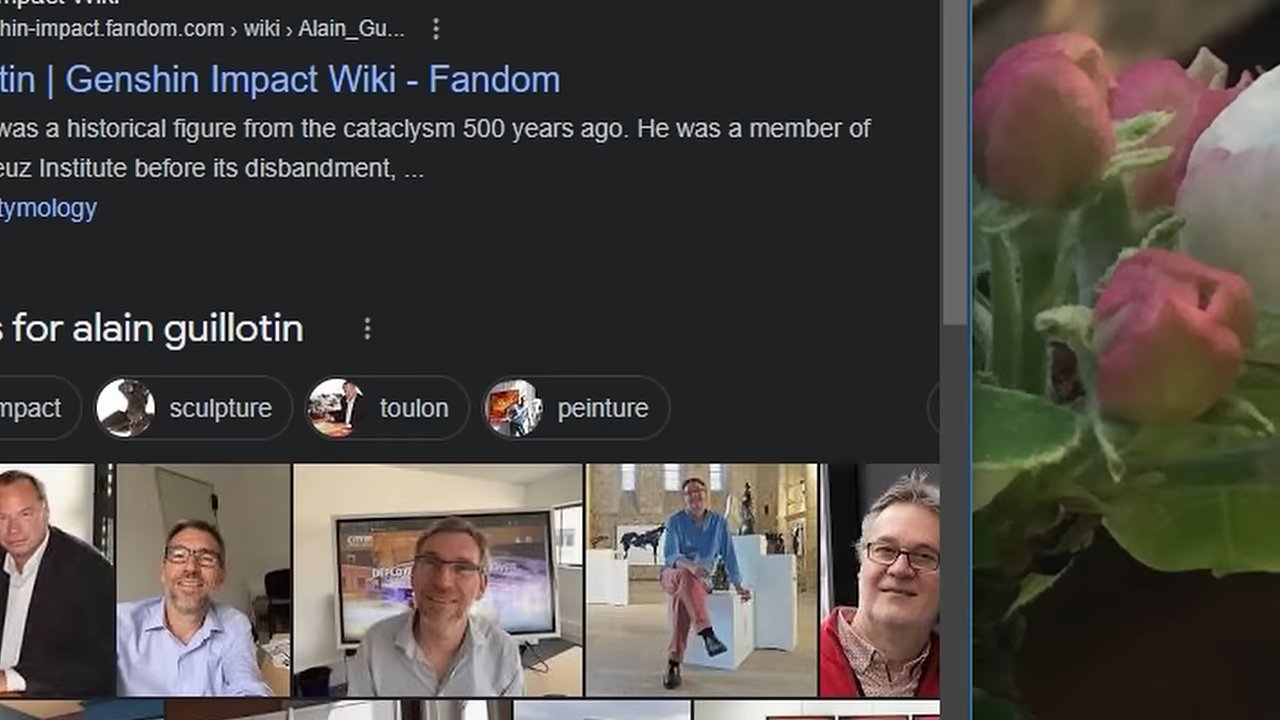 hin-impact.fandom.com › wiki › Alain_Gu...
tin | Genshin Impact Wiki - Fandom
was a historical figure from the cataclysm 500 years ago. He was a member of
euz Institute before its disbandment, ...
tymology
s for alain guillotin
mpact sculpture toulon peinture